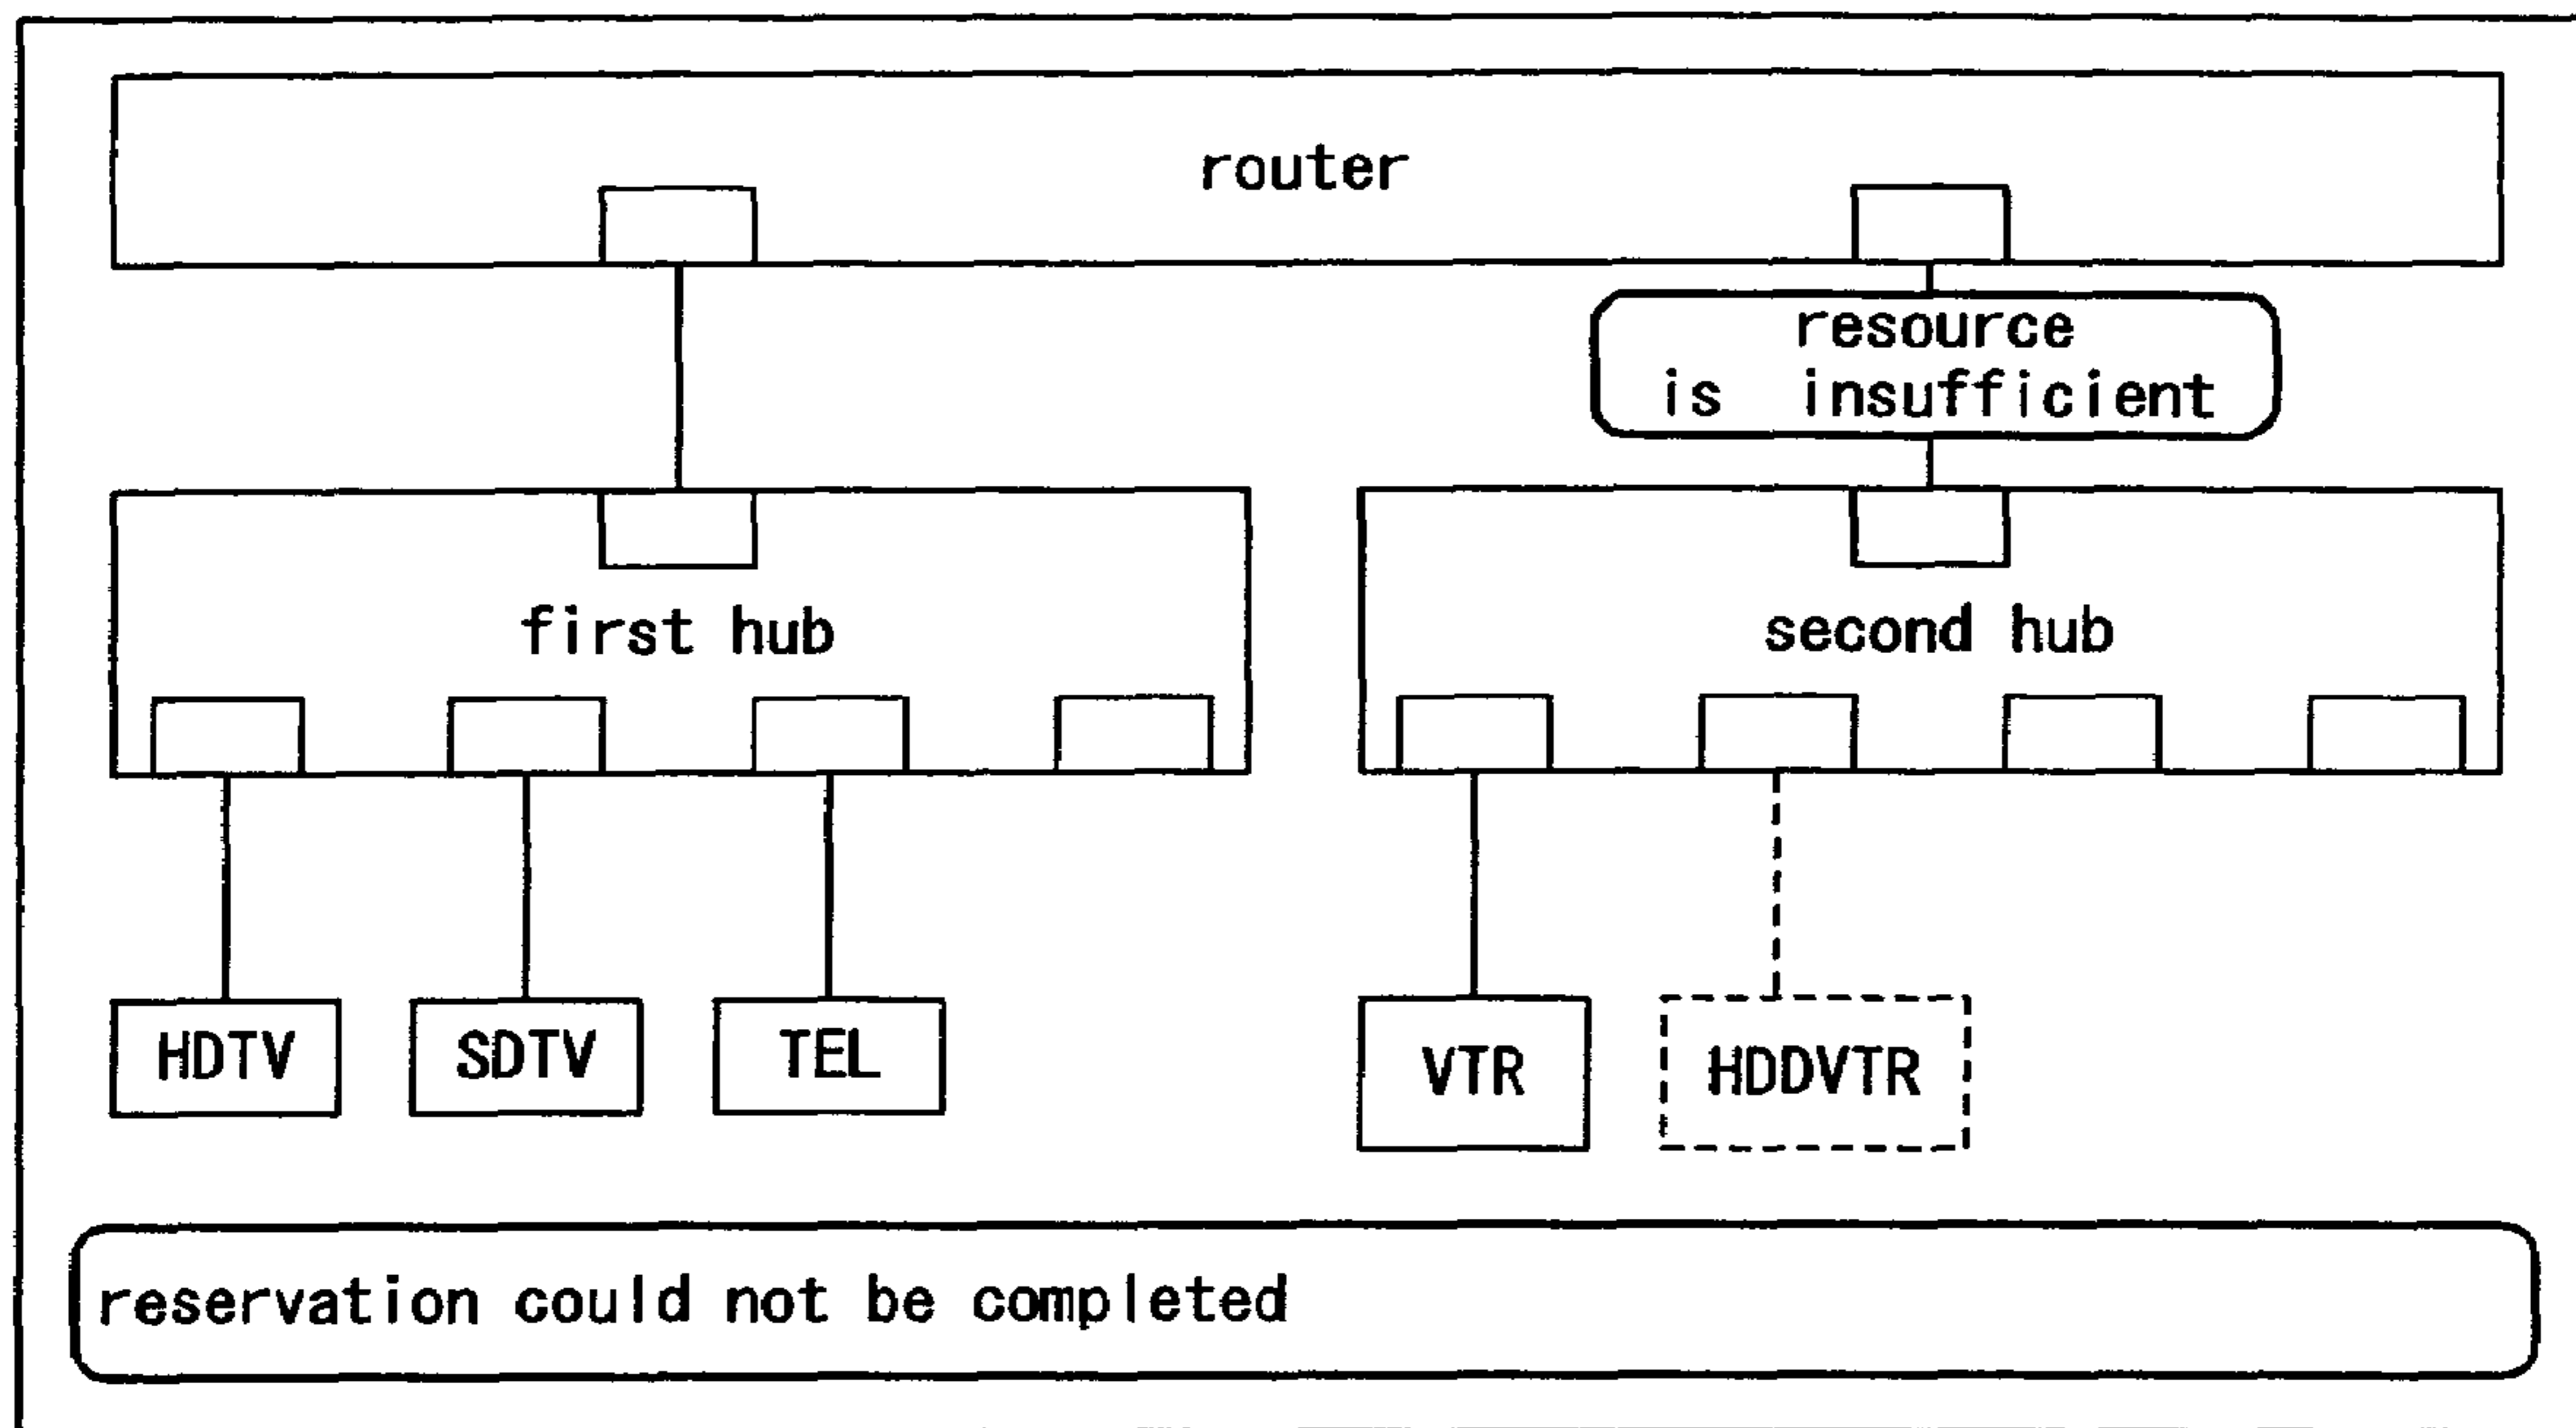 router
resource
is insufficient
first hub
second hub
HDTV
SDTV
TEL
VTR
HDDVTR
reservation could not be completed